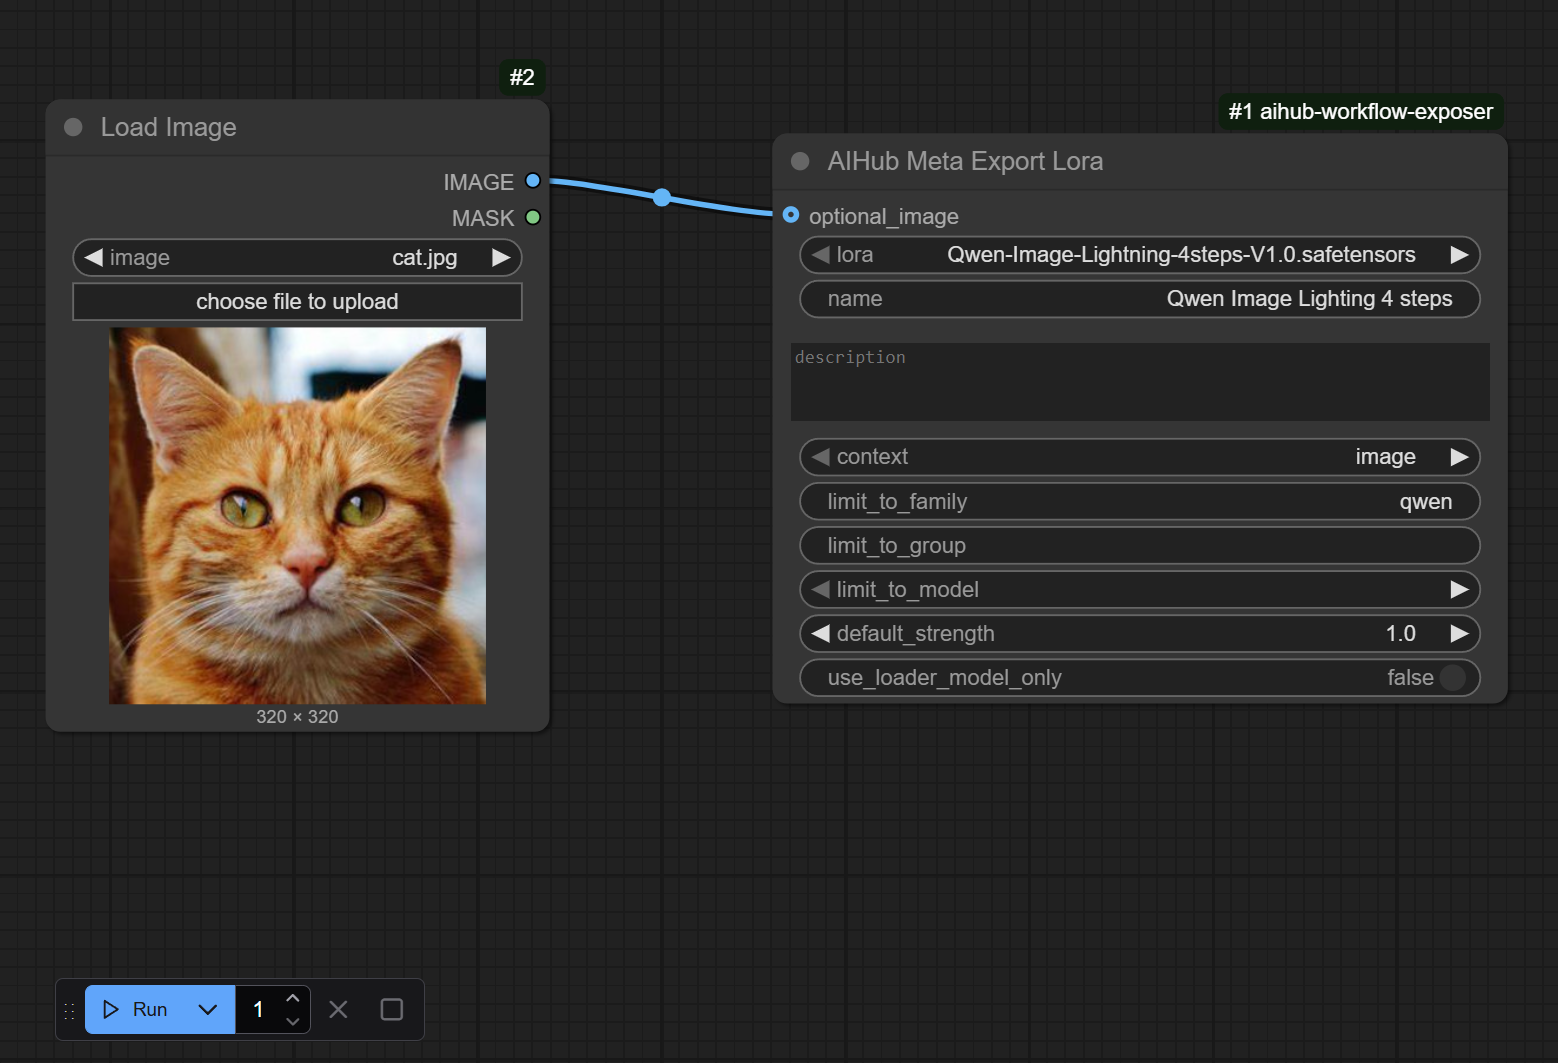 #2
Load Image
IMAGE
MASK
image cat.jpg
choose file to upload
320 × 320
#1 aihub-workflow-exposer
AIHub Meta Export Lora
optional_image
lora Qwen-Image-Lightning-4steps-V1.0.safetensors
name Qwen Image Lighting 4 steps
description
context image
limit_to_family qwen
limit_to_group
limit_to_model
default_strength 1.0
use_loader_model_only false
Run 1